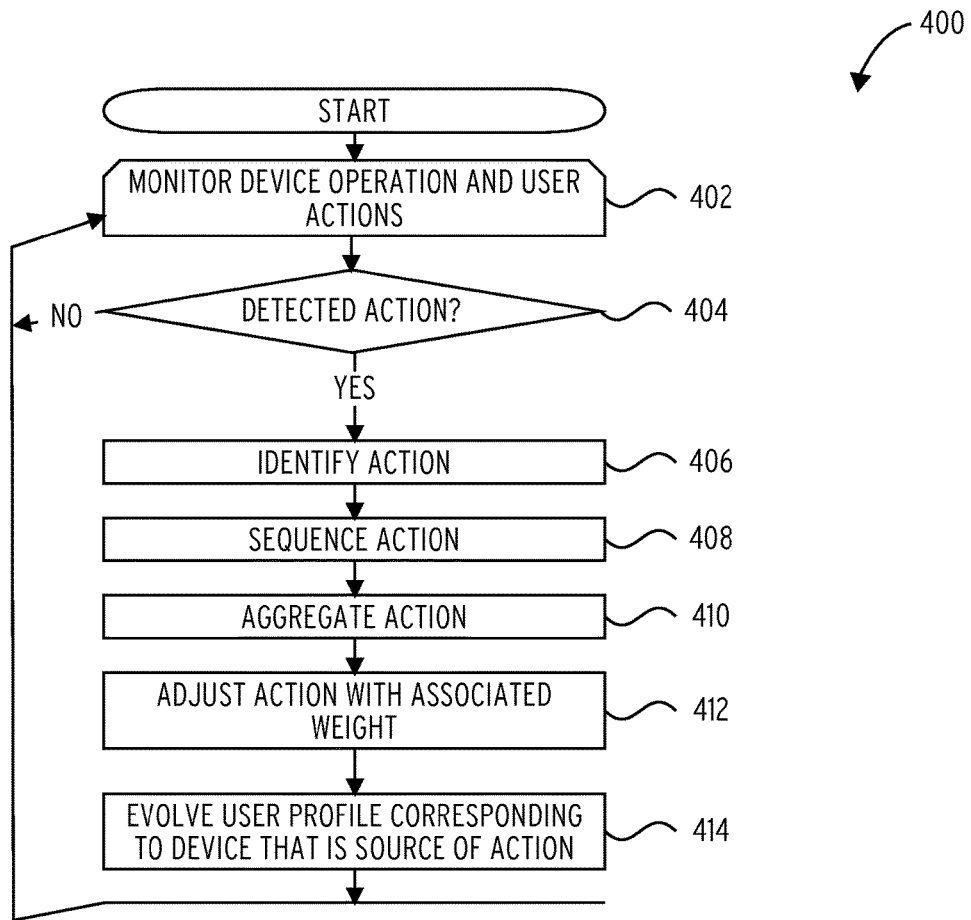 400
START
MONITOR DEVICE OPERATION AND USER
ACTIONS
402
DETECTED ACTION?
404
NO
YES
IDENTIFY ACTION
406
SEQUENCE ACTION
408
AGGREGATE ACTION
410
ADJUST ACTION WITH ASSOCIATED
WEIGHT
412
EVOLVE USER PROFILE CORRESPONDING
TO DEVICE THAT IS SOURCE OF ACTION
414